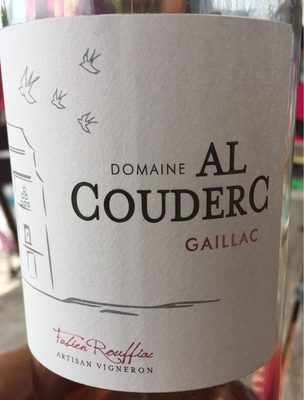 DOMAINE AL
COUDERC
GAILLAC
Fabien Rouffiac
ARTISAN VIGNERON